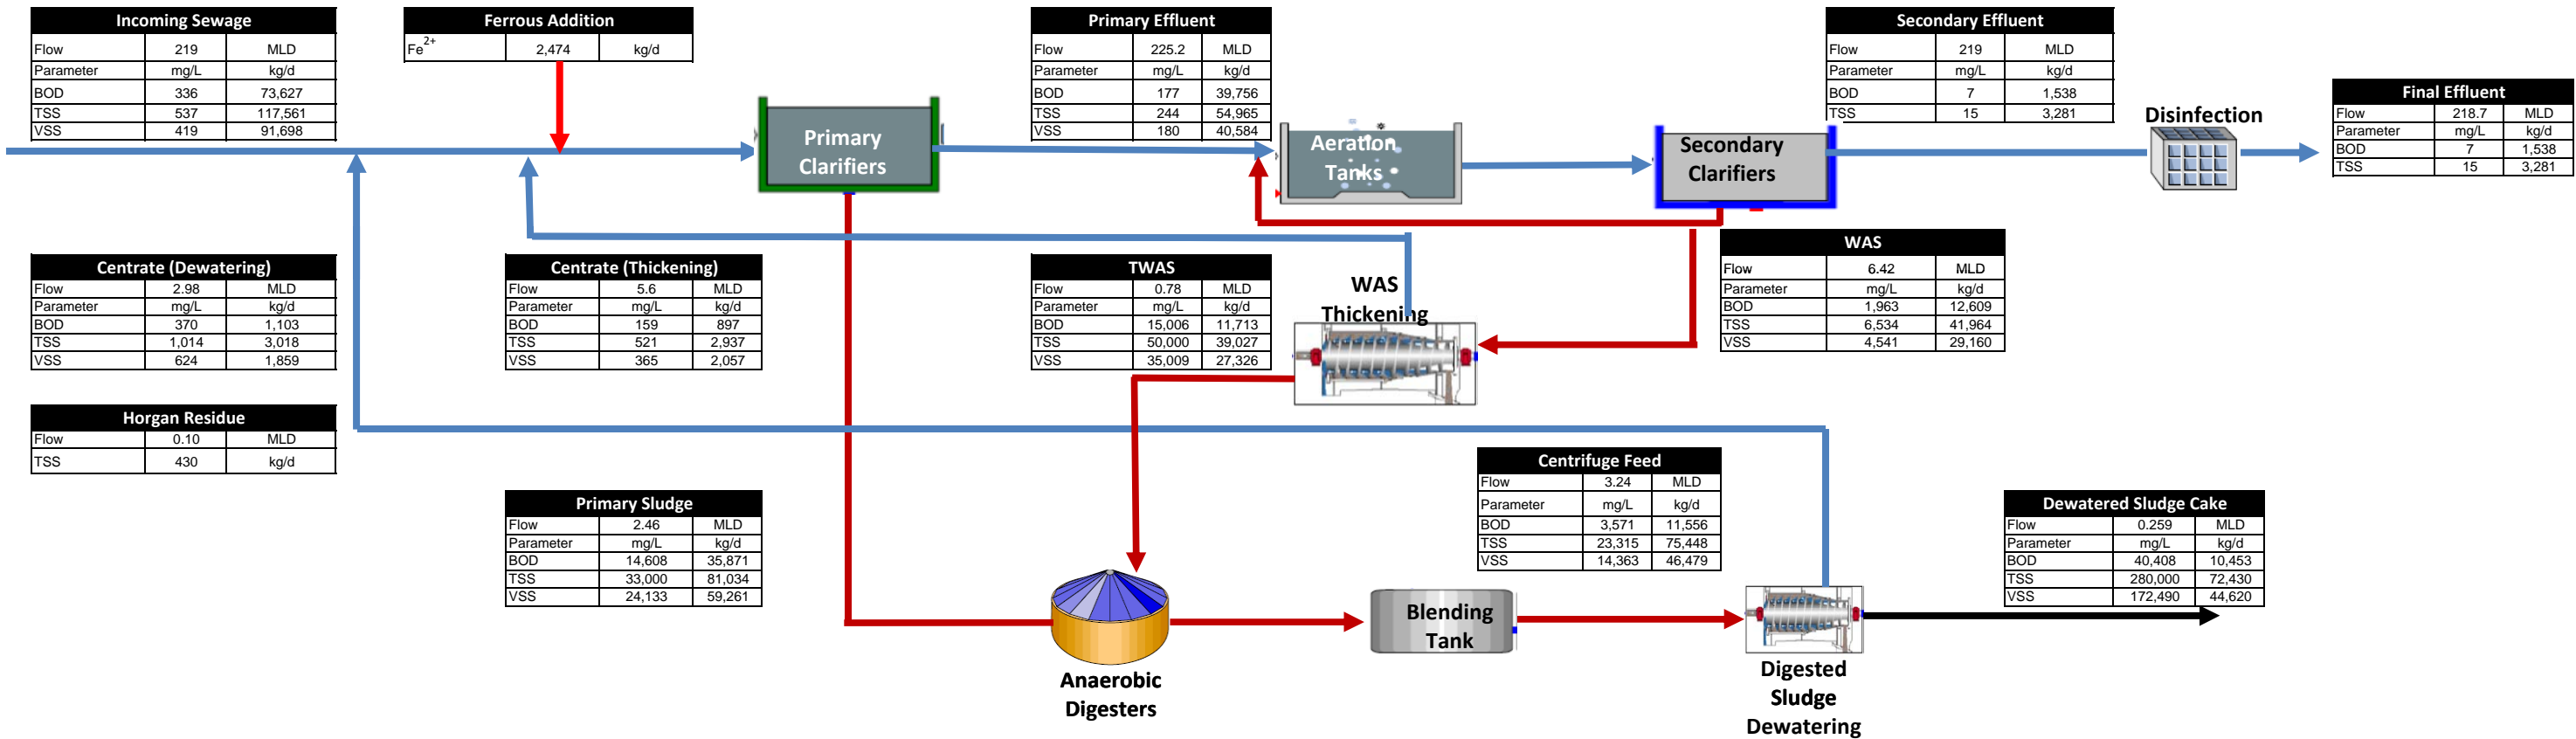 Incoming Sewage
Flow 219 MLD
Parameter mg/L kg/d
BOD 336 73,627
TSS 537 117,561
VSS 419 91,698
Ferrous Addition
Fe2+ 2,474 kg/d
Primary Effluent
Flow 225.2 MLD
Parameter mg/L kg/d
BOD 177 39,756
TSS 244 54,965
VSS 180 40,584
Secondary Effluent
Flow 219 MLD
Parameter mg/L kg/d
BOD 7 1,538
TSS 15 3,281
Final Effluent
Flow 218.7 MLD
Parameter mg/L kg/d
BOD 7 1,538
TSS 15 3,281
Primary
Clarifiers
Aeration
Tanks
Secondary
Clarifiers
Disinfection
Centrate (Dewatering)
Flow 2.98 MLD
Parameter mg/L kg/d
BOD 370 1,103
TSS 1,014 3,018
VSS 624 1,859
Centrate (Thickening)
Flow 5.6 MLD
Parameter mg/L kg/d
BOD 159 897
TSS 521 2,937
VSS 365 2,057
TWAS
Flow 0.78 MLD
Parameter mg/L kg/d
BOD 15,006 11,713
TSS 50,000 39,027
VSS 35,009 27,326
WAS
Thickening
WAS
Flow 6.42 MLD
Parameter mg/L kg/d
BOD 1,963 12,609
TSS 6,534 41,964
VSS 4,541 29,160
Horgan Residue
Flow 0.10 MLD
TSS 430 kg/d
Primary Sludge
Flow 2.46 MLD
Parameter mg/L kg/d
BOD 14,608 35,871
TSS 33,000 81,034
VSS 24,133 59,261
Centrifuge Feed
Flow 3.24 MLD
Parameter mg/L kg/d
BOD 3,571 11,556
TSS 23,315 75,448
VSS 14,363 46,479
Dewatered Sludge Cake
Flow 0.259 MLD
Parameter mg/L kg/d
BOD 40,408 10,453
TSS 280,000 72,430
VSS 172,490 44,620
Anaerobic
Digesters
Blending
Tank
Digested
Sludge
Dewatering